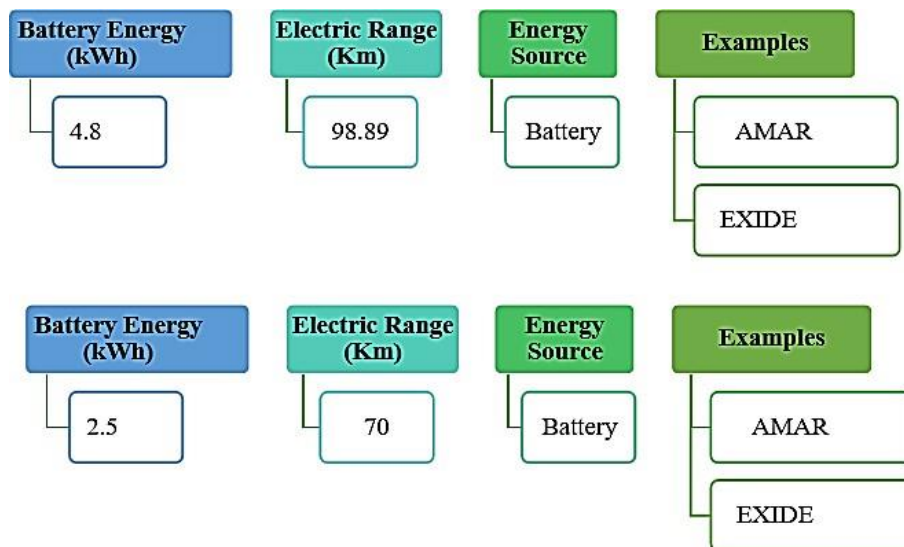 Battery Energy
(kWh)
Electric Range
(Km)
Energy
Source
Examples
4.8
98.89
Battery
AMAR
EXIDE
Battery Energy
(kWh)
Electric Range
(Km)
Energy
Source
Examples
2.5
70
Battery
AMAR
EXIDE